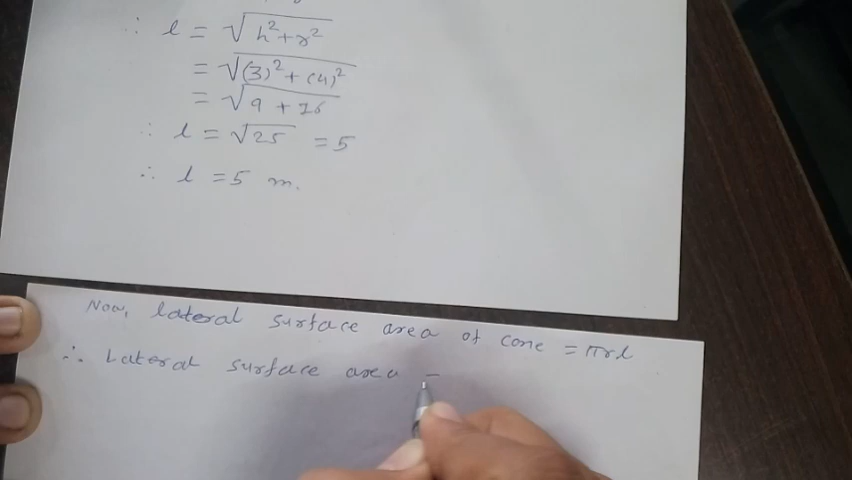 ∴ l = √h²+r²
= √(3)²+(4)²
= √9+16
∴ l = √25 = 5
∴ l = 5 m.
Now, lateral surface area of cone = πrl
∴ Lateral surface area =